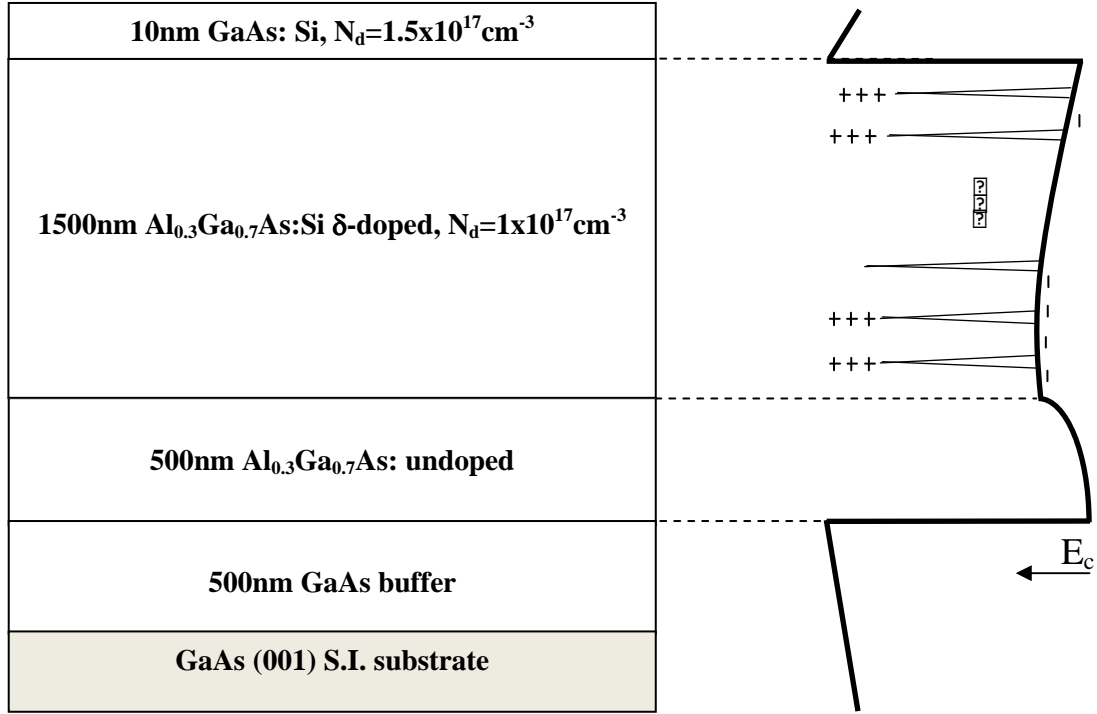 10nm GaAs: Si, N_d=1.5x10^17cm^-3
+ + +
+ + +
1500nm Al_0.3Ga_0.7As:Si δ-doped, N_d=1x10^17cm^-3
+ + +
+ + +
500nm Al_0.3Ga_0.7As: undoped
E_c
500nm GaAs buffer
GaAs (001) S.I. substrate